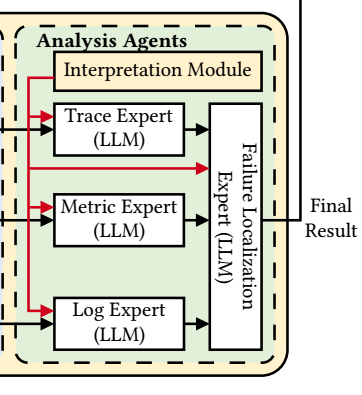 Analysis Agents
Interpretation Module
Trace Expert
(LLM)
Metric Expert
(LLM)
Log Expert
(LLM)
Failure Localization
Expert (LLM)
Final
Result